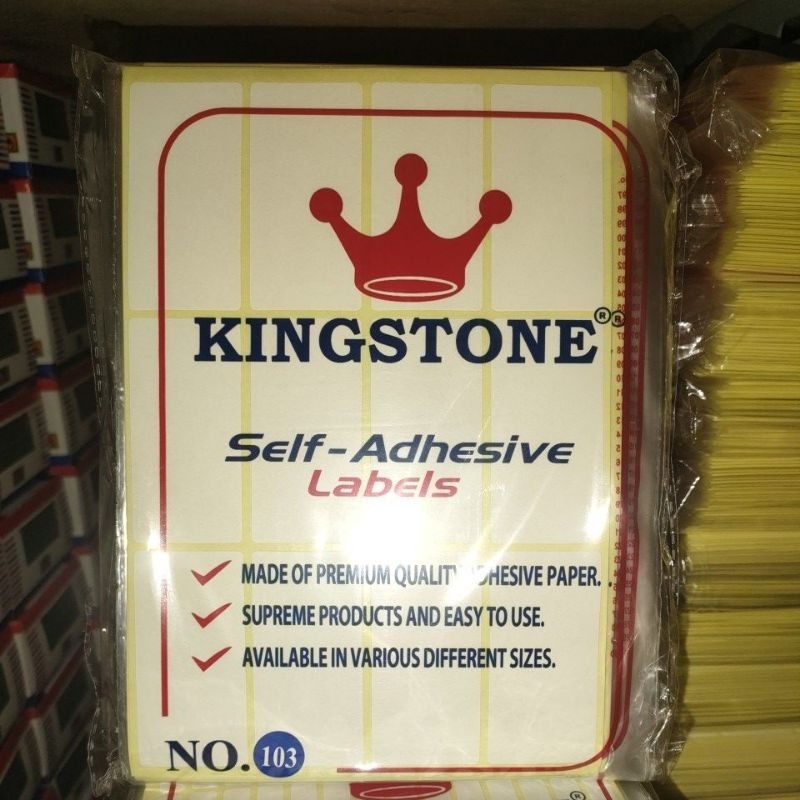 KINGSTONE®
Self-Adhesive
Labels
MADE OF PREMIUM QUALITY ADHESIVE PAPER.
SUPREME PRODUCTS AND EASY TO USE.
AVAILABLE IN VARIOUS DIFFERENT SIZES.
NO. 103